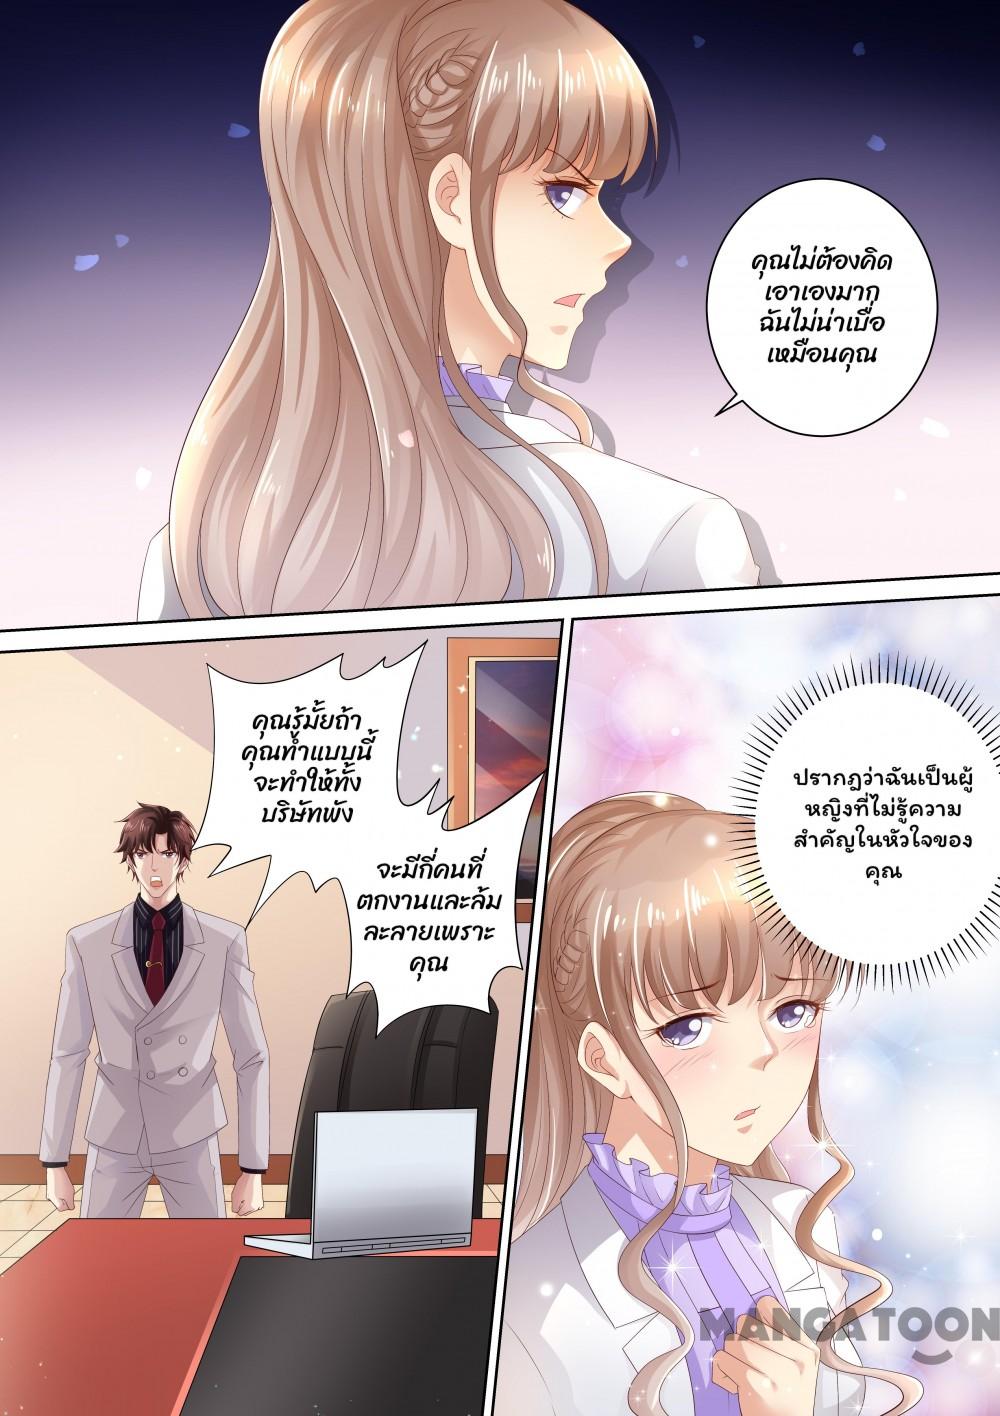 คุณไม่ต้องคิด
เอาเองมาก
ฉันไม่น่าเบื่อ
เหมือนคุณ
คุณรู้มั้ยถ้า
คุณทำแบบนี้
จะทำให้ทั้ง
บริษัทพัง
จะมีกี่คนที่
ตกงานและล้ม
ละลายเพราะ
คุณ
ปรากฏว่าฉันเป็นผู้
หญิงที่ไม่รู้ความ
สำคัญในหัวใจของ
คุณ
MANGATOON